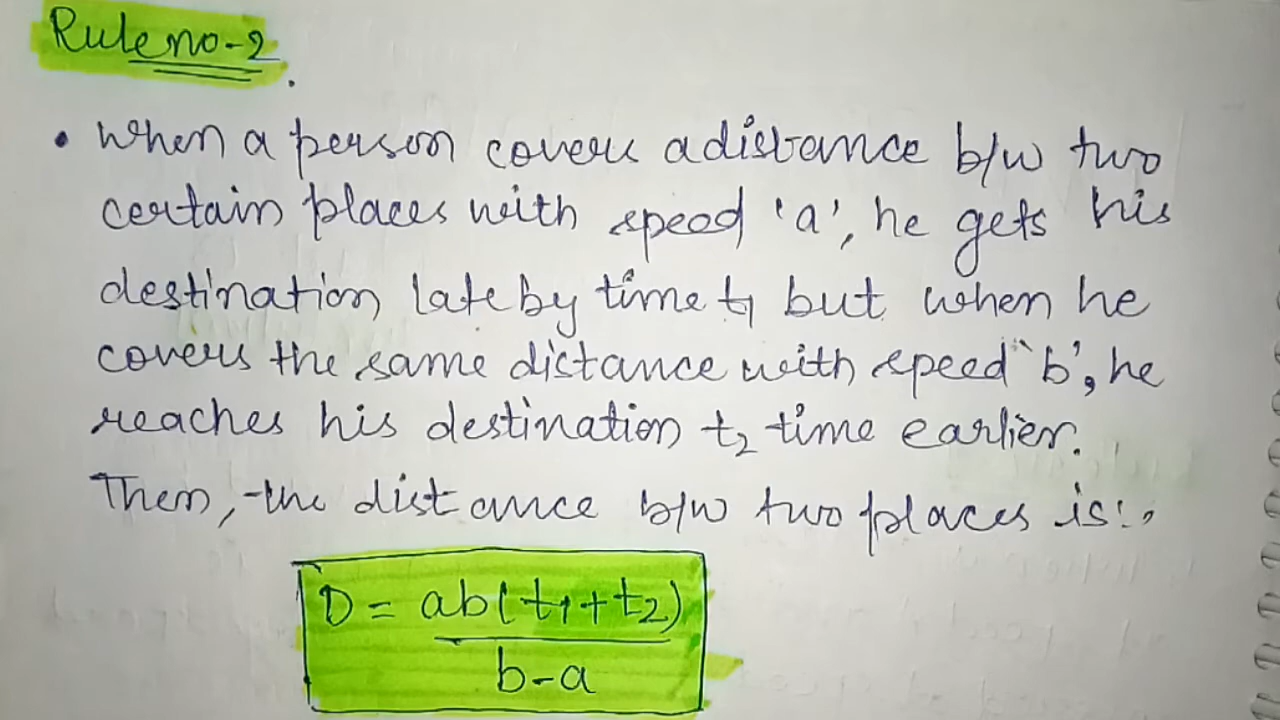 Rule no-2.
• When a person covers a distance b/w two
certain places with speed 'a', he gets his
destination late by time t₁ but when he
covers the same distance with speed 'b', he
reaches his destination t₂ time earlier.
Then, the distance b/w two places is:
D = ab(t₁+t₂)
b-a